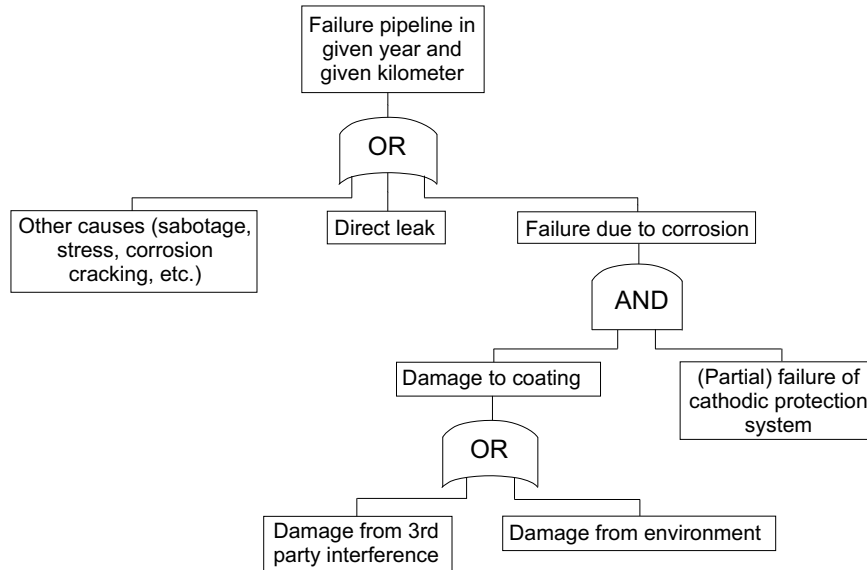 Failure pipeline in
given year and
given kilometer
OR
Other causes (sabotage,
stress, corrosion
cracking, etc.)
Direct leak
Failure due to corrosion
AND
Damage to coating
(Partial) failure of
cathodic protection
system
OR
Damage from 3rd
party interference
Damage from environment